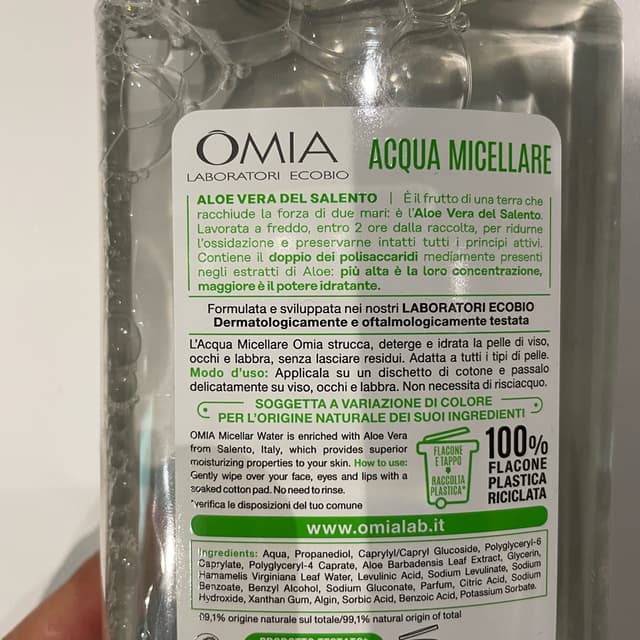 ÔMIA
LABORATORI ECOBIO
ACQUA MICELLARE
ALOE VERA DEL SALENTO | È il frutto di una terra che
racchiude la forza di due mari: è l'Aloe Vera del Salento.
Lavorata a freddo, entro 2 ore dalla raccolta, per ridurne
l'ossidazione e preservarne intatti tutti i principi attivi.
Contiene il doppio dei polisaccaridi mediamente presenti
negli estratti di Aloe: più alta è la loro concentrazione,
maggiore è il potere idratante.
Formulata e sviluppata nei nostri LABORATORI ECOBIO
Dermatologicamente e oftalmologicamente testata
L'Acqua Micellare Omia strucca, deterge e idrata la pelle di viso,
occhi e labbra, senza lasciare residui. Adatta a tutti i tipi di pelle.
Modo d'uso: Applicala su un dischetto di cotone e passalo
delicatamente su viso, occhi e labbra. Non necessita di risciacquo.
SOGGETTA A VARIAZIONE DI COLORE
PER L'ORIGINE NATURALE DEI SUOI INGREDIENTI
OMIA Micellar Water is enriched with Aloe Vera
from Salento, Italy, which provides superior
moisturizing properties to your skin. How to use:
Gently wipe over your face, eyes and lips with a
soaked cotton pad. No need to rinse.
*verifica le disposizioni del tuo comune
FLACONE
E TAPPO
RACCOLTA
PLASTICA*
100%
FLACONE
PLASTICA
RICICLATA
www.omialab.it
Ingredients: Aqua, Propanediol, Caprylyl/Capryl Glucoside, Polyglyceryl-6
Caprylate, Polyglyceryl-4 Caprate, Aloe Barbadensis Leaf Extract, Glycerin,
Hamamelis Virginiana Leaf Water, Levulinic Acid, Sodium Levulinate, Sodium
Benzoate, Benzyl Alcohol, Sodium Gluconate, Parfum, Citric Acid, Sodium
Hydroxide, Xanthan Gum, Algin, Sorbic Acid, Benzoic Acid, Potassium Sorbate.
99,1% origine naturale sul totale/99,1% natural origin of total
PRODOTTO TESTATO